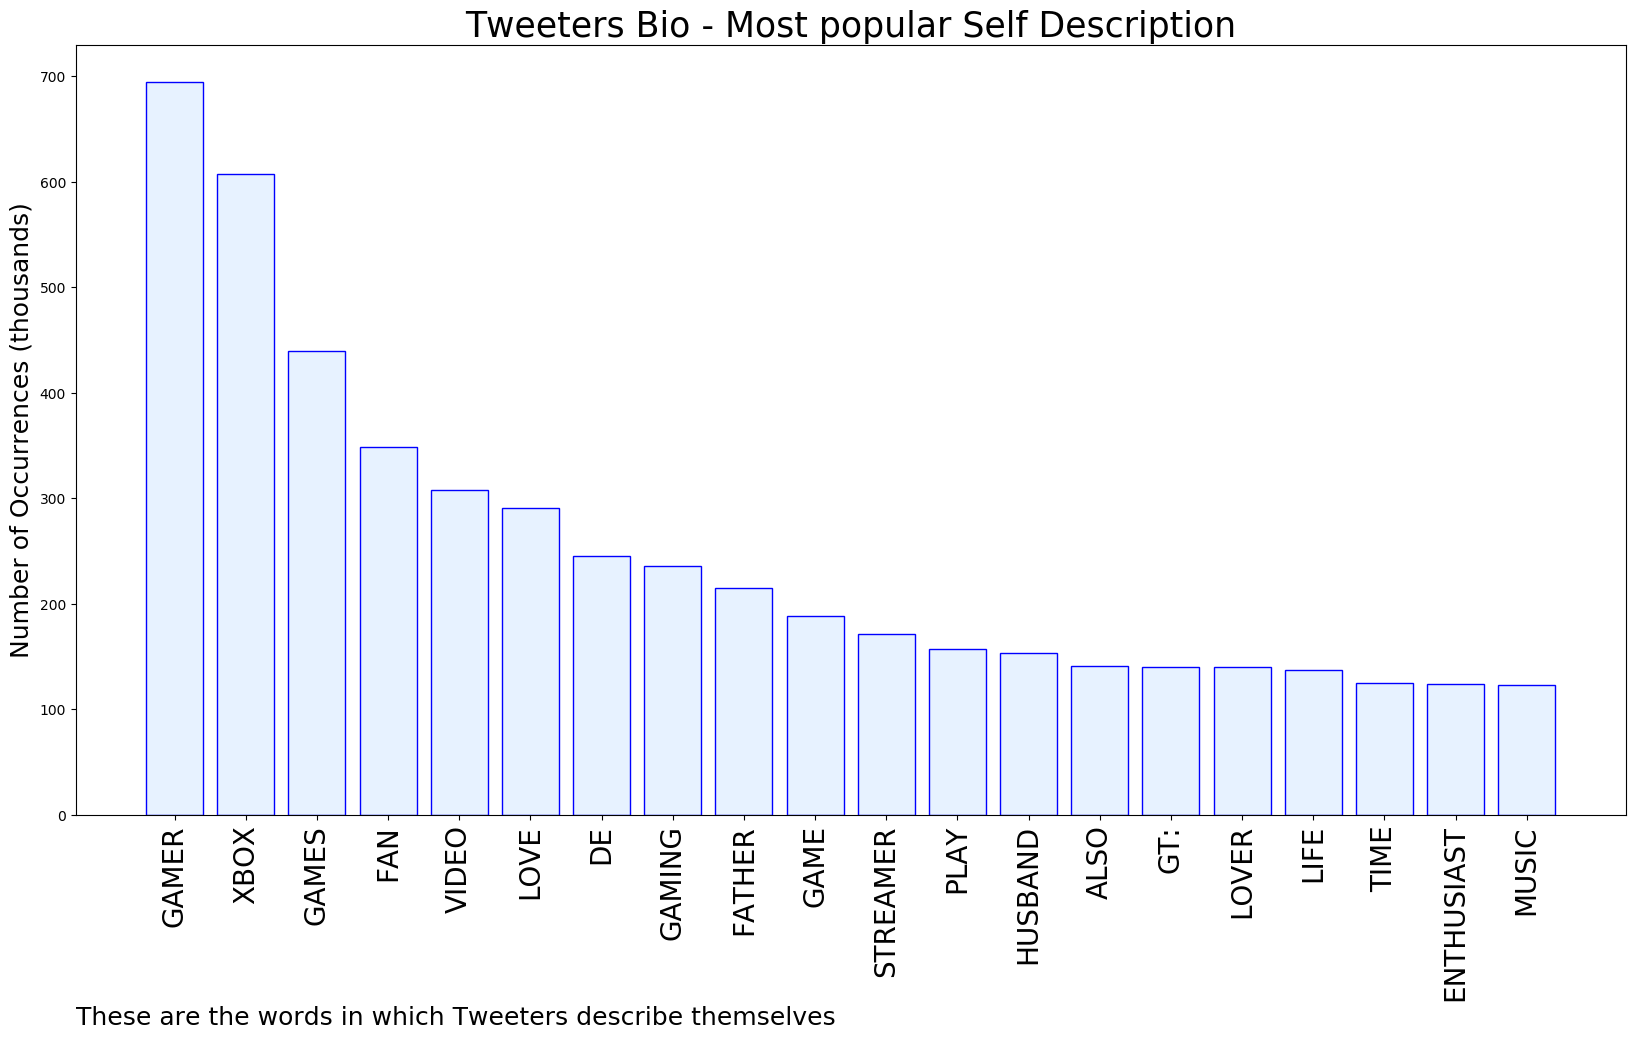 Tweeters Bio - Most popular Self Description
Number of Occurrences (thousands)
700
600
500
400
300
200
100
0
GAMER
XBOX
GAMES
FAN
VIDEO
LOVE
DE
GAMING
FATHER
GAME
STREAMER
PLAY
HUSBAND
ALSO
GT:
LOVER
LIFE
TIME
ENTHUSIAST
MUSIC
These are the words in which Tweeters describe themselves